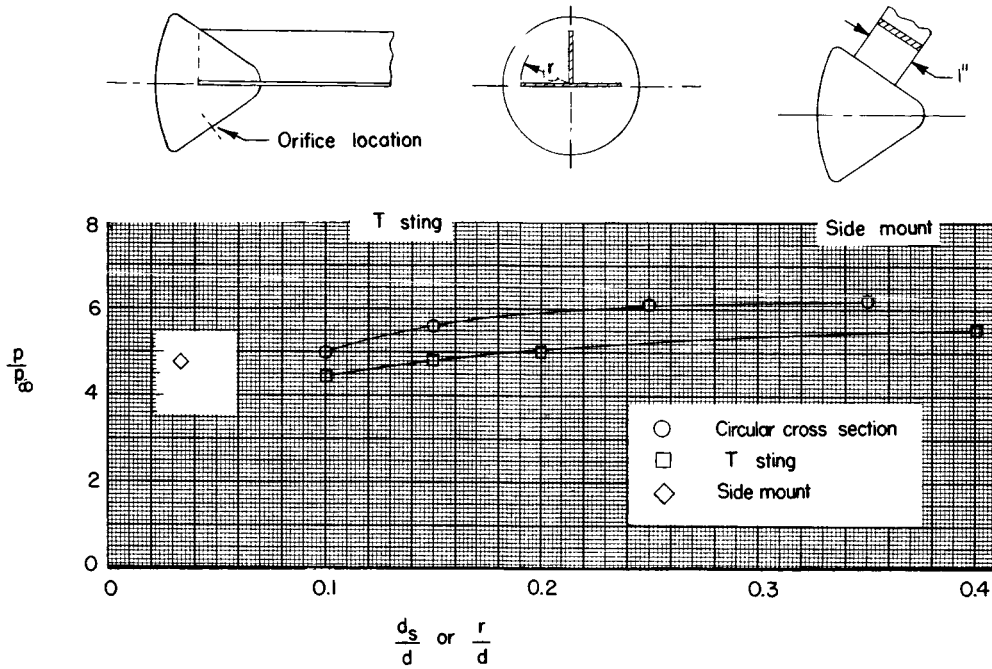 r
1"
Orifice location
T sting
Side mount
8
6
4
2
0
p/p∞
Circular cross section
T sting
Side mount
0 0.1 0.2 0.3 0.4
d_s/d or r/d